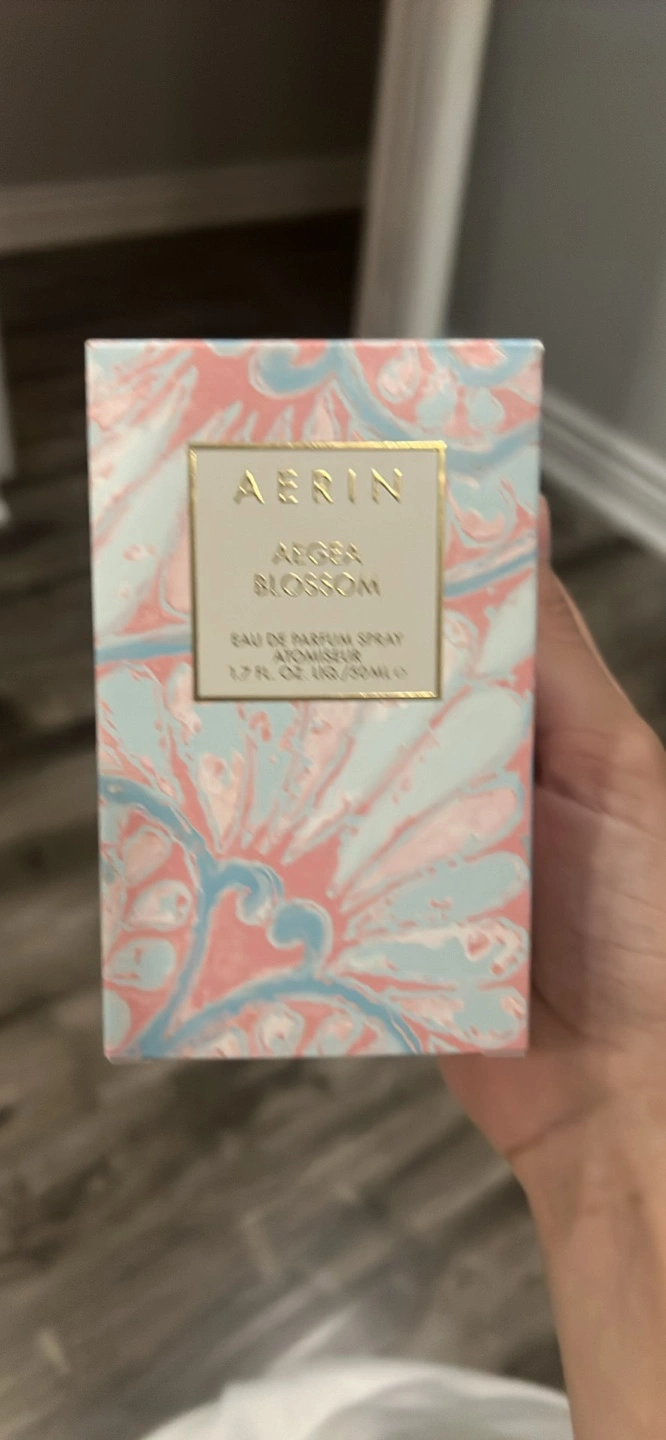 AERIN
AEGEA
BLOSSOM
EAU DE PARFUM SPRAY
ATOMISEUR
1.7 FL. OZ. LIQ./50 ML ℮